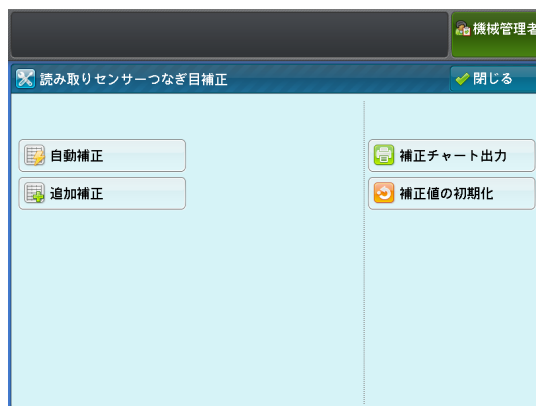 機械管理者
読み取りセンサーつなぎ目補正
閉じる
自動補正
補正チャート出力
追加補正
補正値の初期化